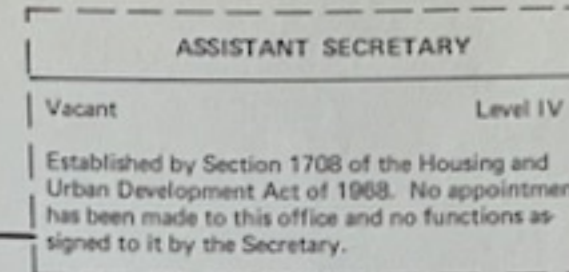 ASSISTANT SECRETARY
Vacant Level IV
Established by Section 1708 of the Housing and
Urban Development Act of 1968. No appointmen
has been made to this office and no functions as-
signed to it by the Secretary.